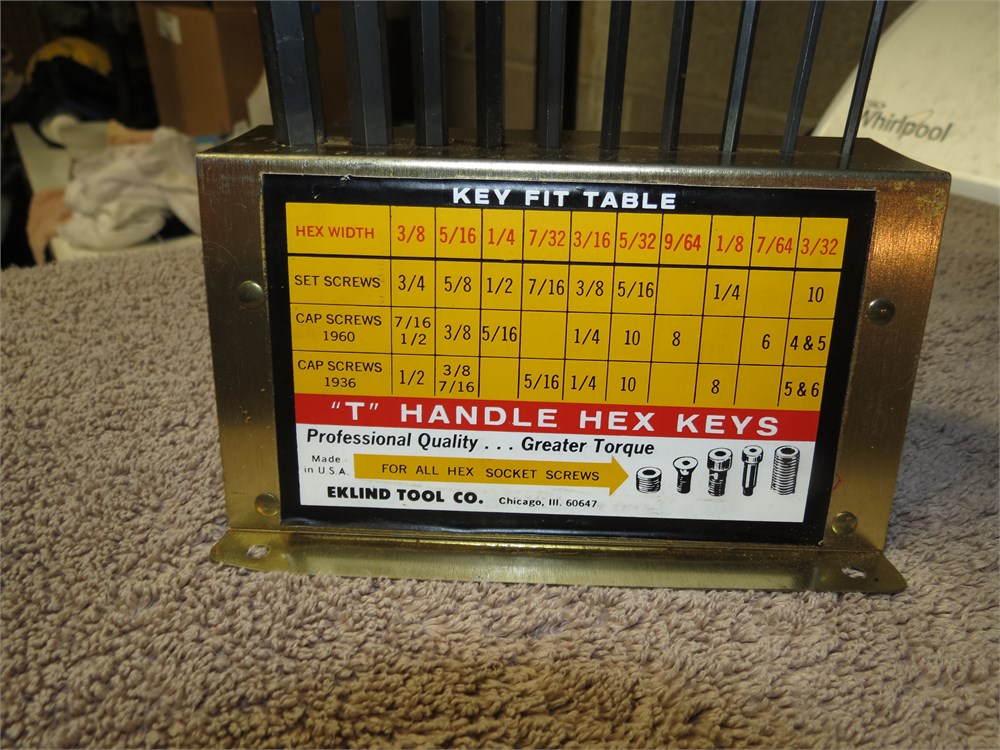 Whirlpool
KEY FIT TABLE
HEX WIDTH 3/8 5/16 1/4 7/32 3/16 5/32 9/64 1/8 7/64 3/32
SET SCREWS 3/4 5/8 1/2 7/16 3/8 5/16 1/4 10
CAP SCREWS 1960 7/16 1/2 3/8 5/16 1/4 10 8 6 4 & 5
CAP SCREWS 1936 1/2 3/8 7/16 5/16 1/4 10 8 5 & 6
"T" HANDLE HEX KEYS
Professional Quality . . . Greater Torque
Made
in U.S.A.
FOR ALL HEX SOCKET SCREWS
EKLIND TOOL CO. Chicago, Ill. 60647